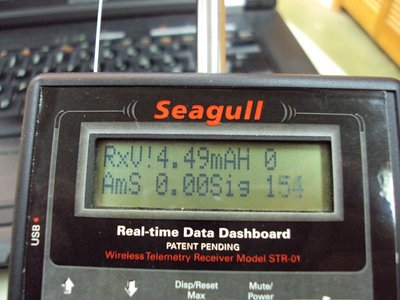 Seagull
RxV!4.49mAH 0
AmS 0.00Sig 154
Real-time Data Dashboard
PATENT PENDING
Wireless Telemetry Receiver Model STR-01
USB
Disp/Reset Mute/
Max Power